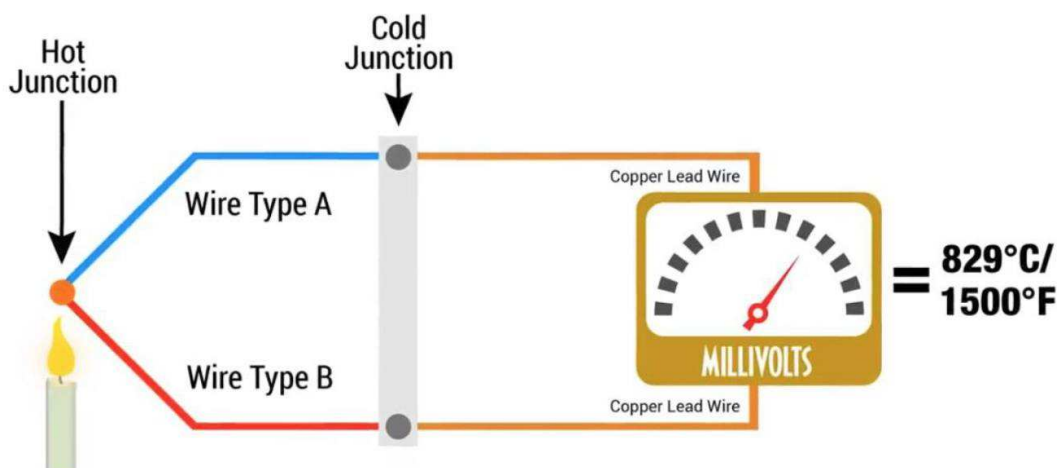 Hot
Junction
Cold
Junction
Copper Lead Wire
Wire Type A
829°C/
= 1500°F
MILLIVOLTS
Wire Type B
Copper Lead Wire